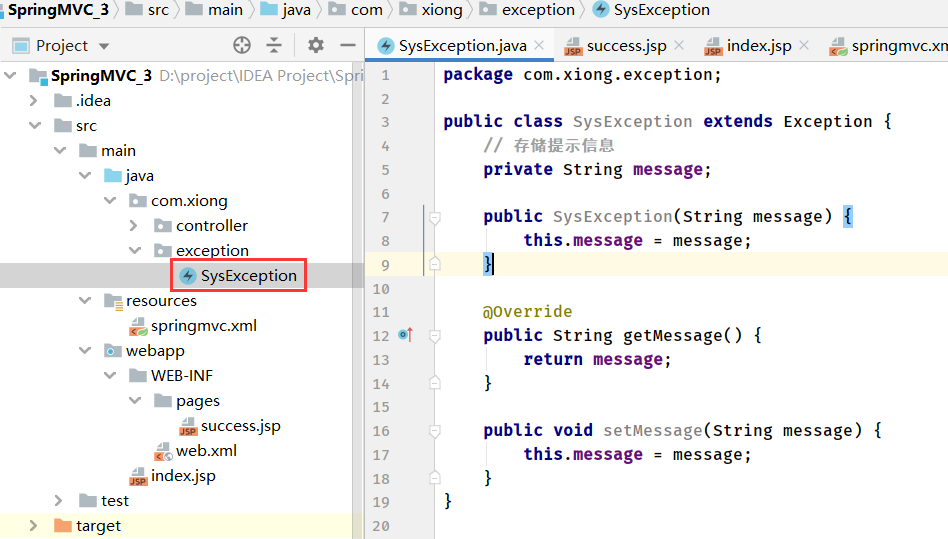 SpringMVC_3 src main java com xiong exception SysException
Project
SysException.java success.jsp index.jsp springmvc.xm
SpringMVC_3 D:\project\IDEA Project\Spri
.idea
src
main
java
com.xiong
controller
exception
SysException
resources
springmvc.xml
webapp
WEB-INF
pages
success.jsp
web.xml
index.jsp
test
target
1 package com.xiong.exception;
2
3 public class SysException extends Exception {
4 // 存储提示信息
5 private String message;
6
7 public SysException(String message) {
8 this.message = message;
9 }
10
11 @Override
12 public String getMessage() {
13 return message;
14 }
15
16 public void setMessage(String message) {
17 this.message = message;
18 }
19 }
20